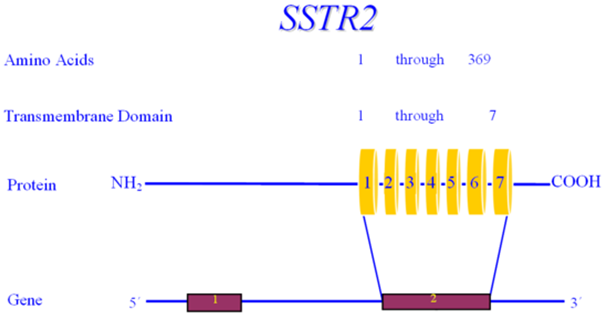 SSTR2
Amino Acids 1 through 369
Transmembrane Domain 1 through 7
Protein NH2 1 2 3 4 5 6 7 COOH
Gene 5´ 1 2 3´